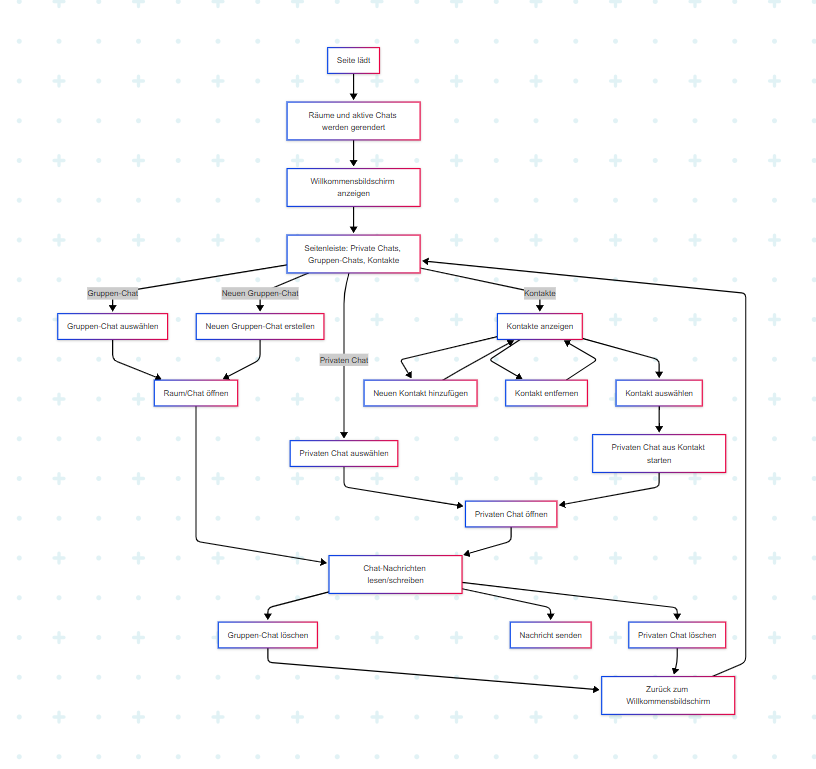 Seite lädt
Räume und aktive Chats
werden gerendert
Willkommensbildschirm
anzeigen
Seitenleiste: Private Chats,
Gruppen-Chats, Kontakte
Gruppen-Chat
Neuen Gruppen-Chat
Kontakte
Gruppen-Chat auswählen
Neuen Gruppen-Chat erstellen
Kontakte anzeigen
Privaten Chat
Raum/Chat öffnen
Neuen Kontakt hinzufügen
Kontakt entfernen
Kontakt auswählen
Privaten Chat auswählen
Privaten Chat aus Kontakt
starten
Privaten Chat öffnen
Chat-Nachrichten
lesen/schreiben
Gruppen-Chat löschen
Nachricht senden
Privaten Chat löschen
Zurück zum
Willkommensbildschirm